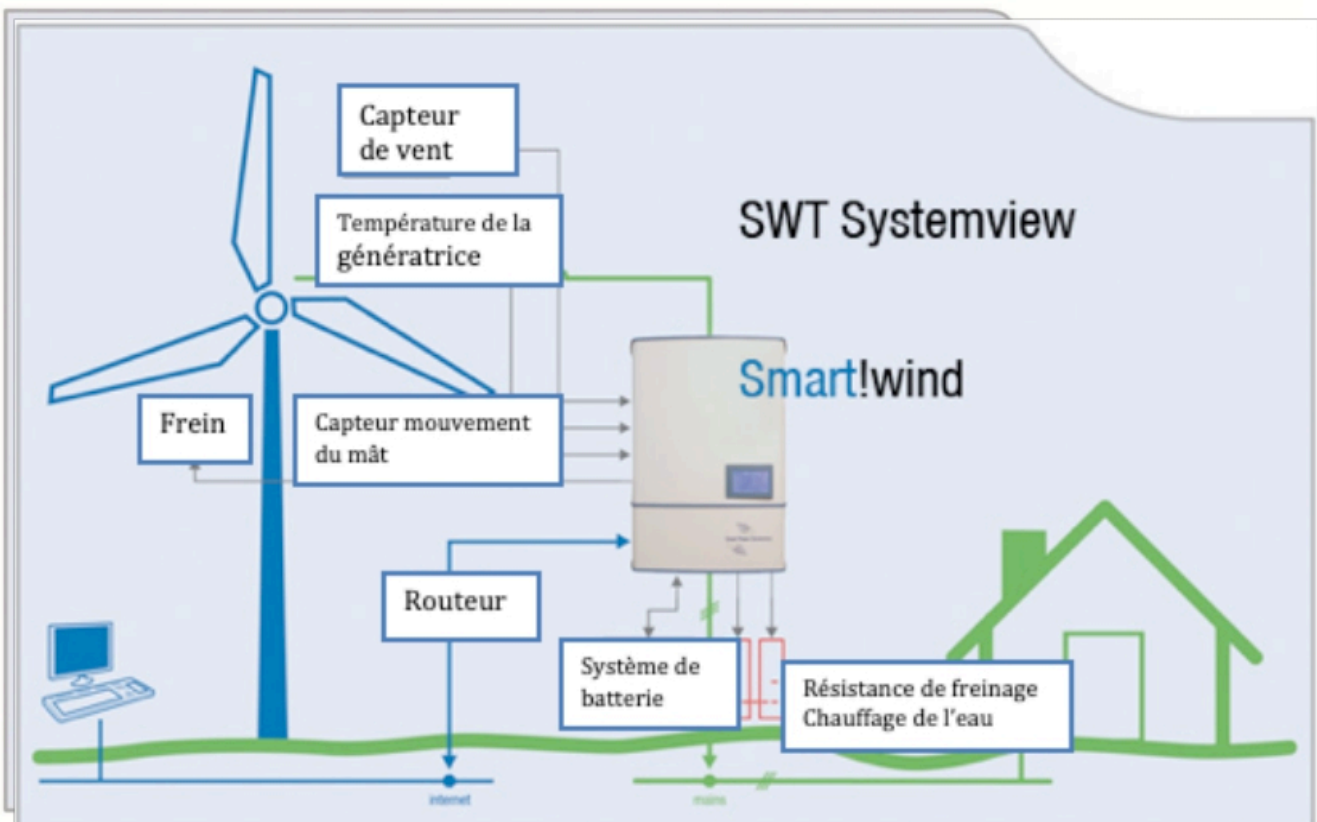 Capteur
de vent
Température de la
génératrice
SWT Systemview
Smart!wind
Frein
Capteur mouvement
du mât
Routeur
Système de
batterie
Résistance de freinage
Chauffage de l'eau
internet
mains